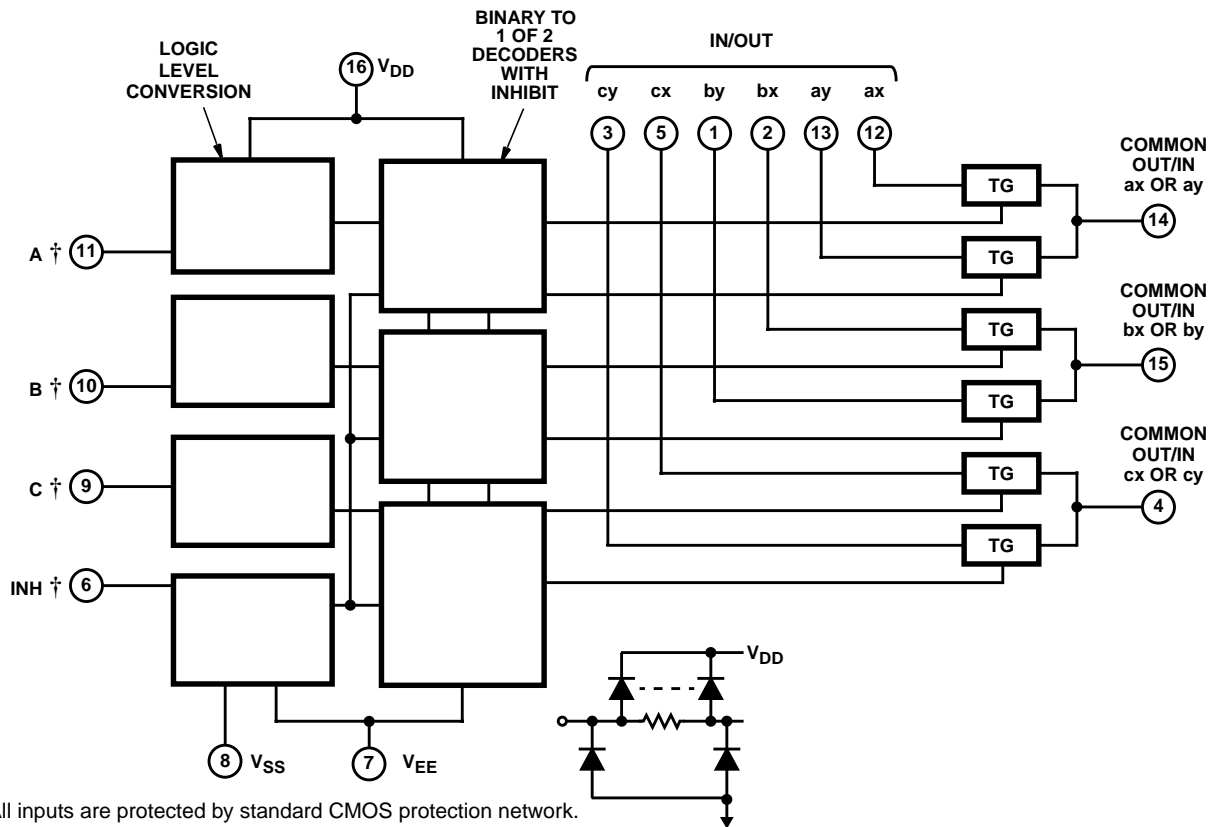 LOGIC
LEVEL
CONVERSION
16 VDD
BINARY TO
1 OF 2
DECODERS
WITH
INHIBIT
IN/OUT
cy cx by bx ay ax
3 5 1 2 13 12
COMMON
OUT/IN
ax OR ay
14
TG
TG
COMMON
OUT/IN
bx OR by
15
TG
TG
COMMON
OUT/IN
cx OR cy
4
TG
TG
A † 11
B † 10
C † 9
INH † 6
8 VSS
7 VEE
VDD
All inputs are protected by standard CMOS protection network.